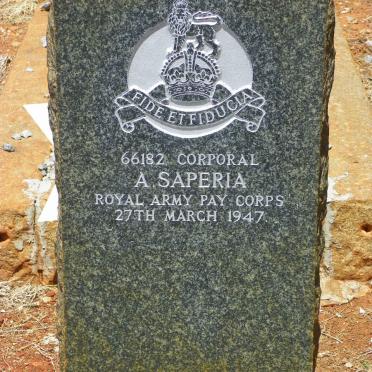 FIDE ET FIDUCIA
66182 CORPORAL
A. SAPERIA
ROYAL ARMY PAY CORPS
27TH MARCH 1947